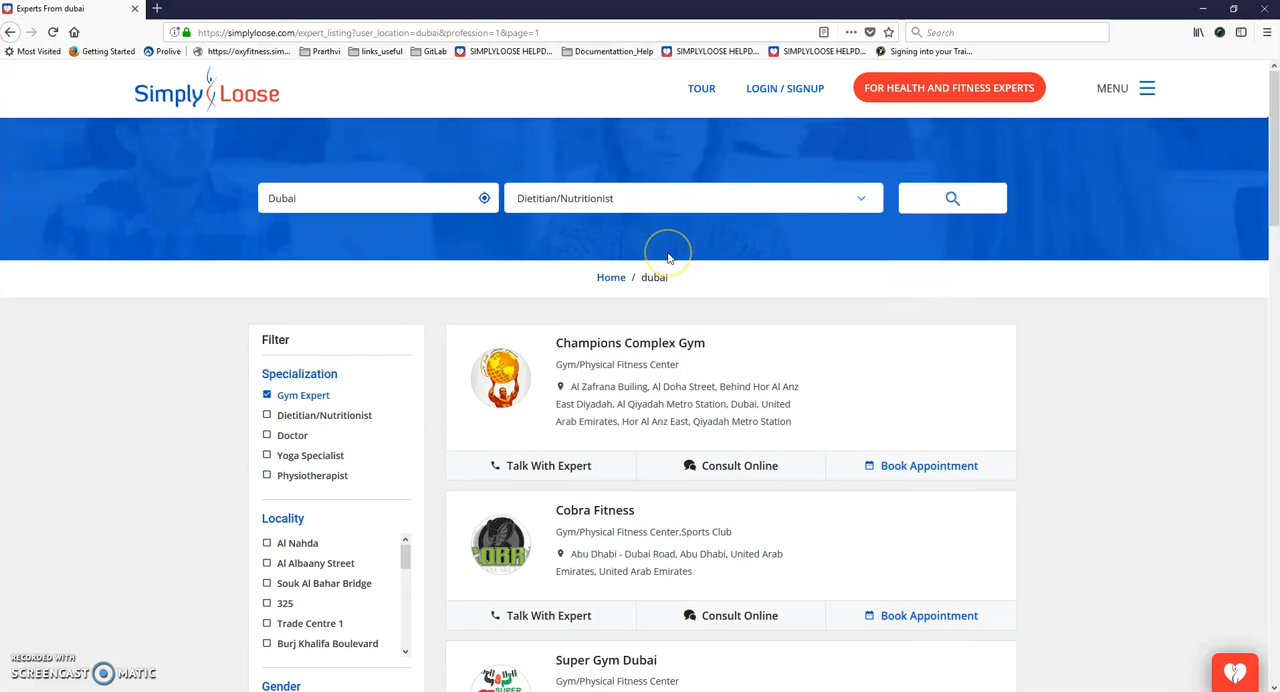 Experts From dubai
https://simplyloose.com/expert_listing?user_location=dubai&profession=1&page=1
Search
Most Visited Getting Started Prolive https://oxyfitness.sim... Prarthvi links_useful GitLab SIMPLYLOOSE HELPD... Documentattion_Help SIMPLYLOOSE HELPD... SIMPLYLOOSE HELPD... Signing into your Trai...
Simply Loose
TOUR LOGIN / SIGNUP FOR HEALTH AND FITNESS EXPERTS MENU
Dubai Dietitian/Nutritionist
Home / dubai
Filter
Specialization
Gym Expert
Dietitian/Nutritionist
Doctor
Yoga Specialist
Physiotherapist
Locality
Al Nahda
Al Albaany Street
Souk Al Bahar Bridge
325
Trade Centre 1
Burj Khalifa Boulevard
Gender
Champions Complex Gym
Gym/Physical Fitness Center
Al Zafrana Builing, Al Doha Street, Behind Hor Al Anz
East Diyadah, Al Qiyadah Metro Station, Dubai, United
Arab Emirates, Hor Al Anz East, Qiyadah Metro Station
Talk With Expert Consult Online Book Appointment
Cobra Fitness
Gym/Physical Fitness Center,Sports Club
Abu Dhabi - Dubai Road, Abu Dhabi, United Arab
Emirates, United Arab Emirates
Talk With Expert Consult Online Book Appointment
Super Gym Dubai
Gym/Physical Fitness Center
SUPER
RECORDED WITH
SCREENCAST MATIC